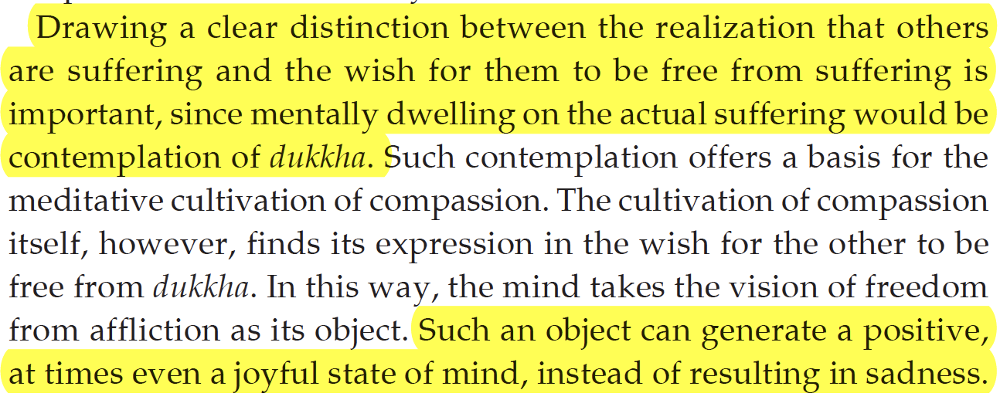 Drawing a clear distinction between the realization that others
are suffering and the wish for them to be free from suffering is
important, since mentally dwelling on the actual suffering would be
contemplation of dukkha. Such contemplation offers a basis for the
meditative cultivation of compassion. The cultivation of compassion
itself, however, finds its expression in the wish for the other to be
free from dukkha. In this way, the mind takes the vision of freedom
from affliction as its object. Such an object can generate a positive,
at times even a joyful state of mind, instead of resulting in sadness.